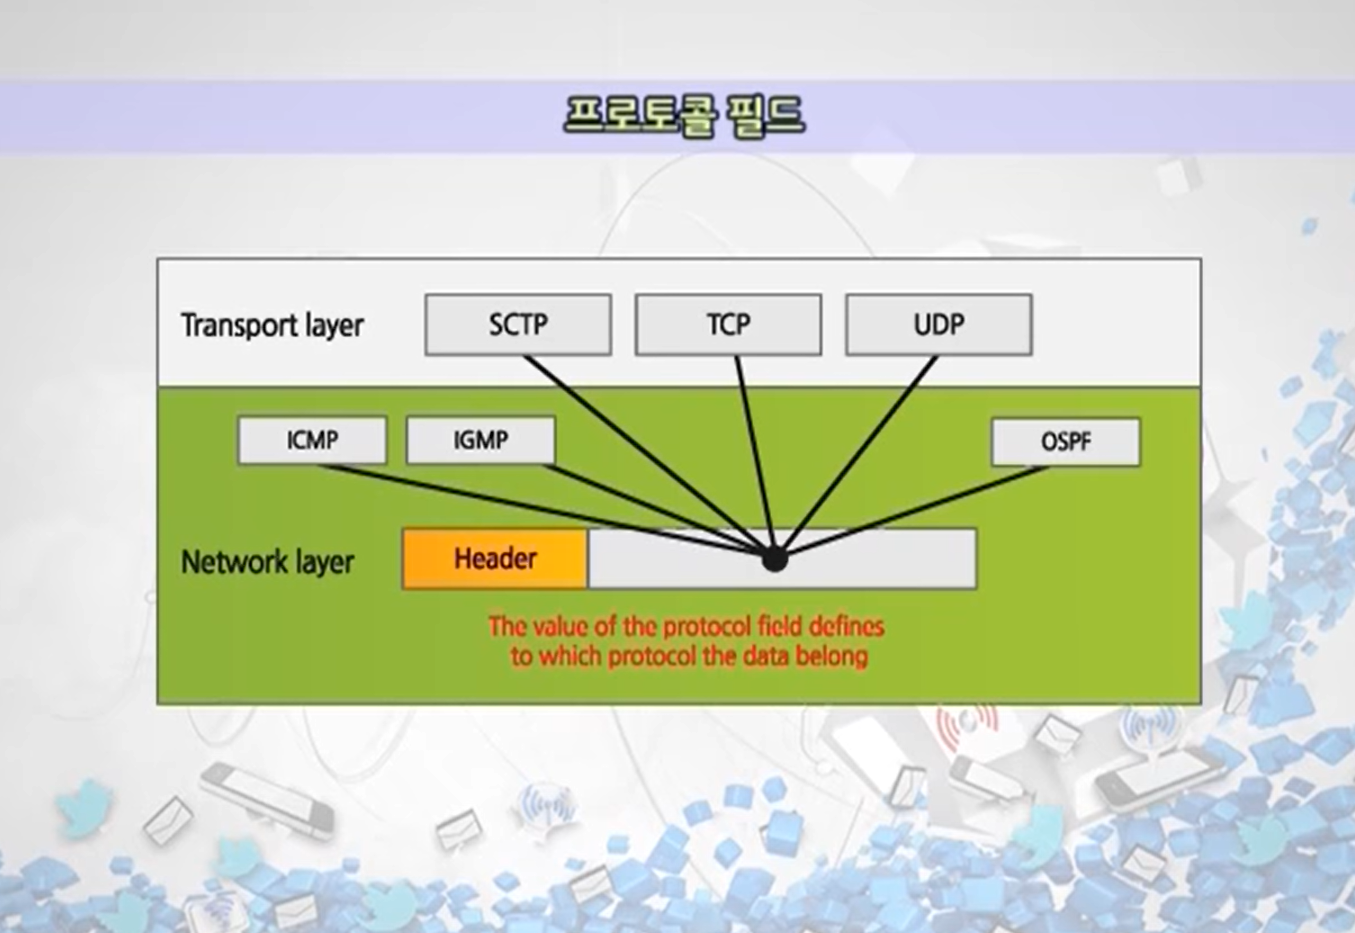 프로토콜 필드
Transport layer
SCTP
TCP
UDP
ICMP
IGMP
OSPF
Network layer
Header
The value of the protocol field defines
to which protocol the data belong